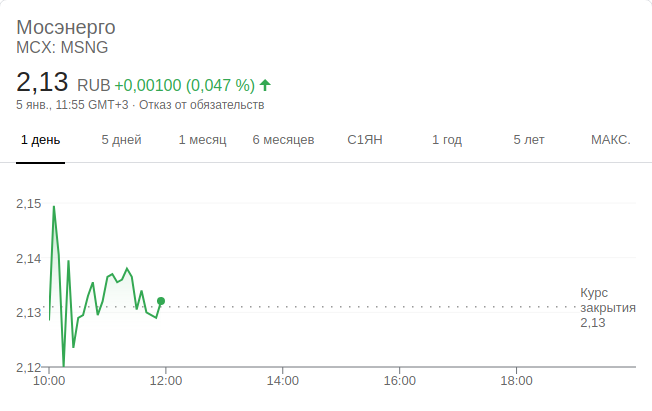 Мосэнерго
MCX: MSNG
2,13 RUB +0,00100 (0,047 %)
5 янв., 11:55 GMT+3 · Отказ от обязательств
1 день 5 дней 1 месяц 6 месяцев С1ЯН 1 год 5 лет МАКС.
2,15
2,14
2,13
2,12
Курс
закрытия
2,13
10:00 12:00 14:00 16:00 18:00